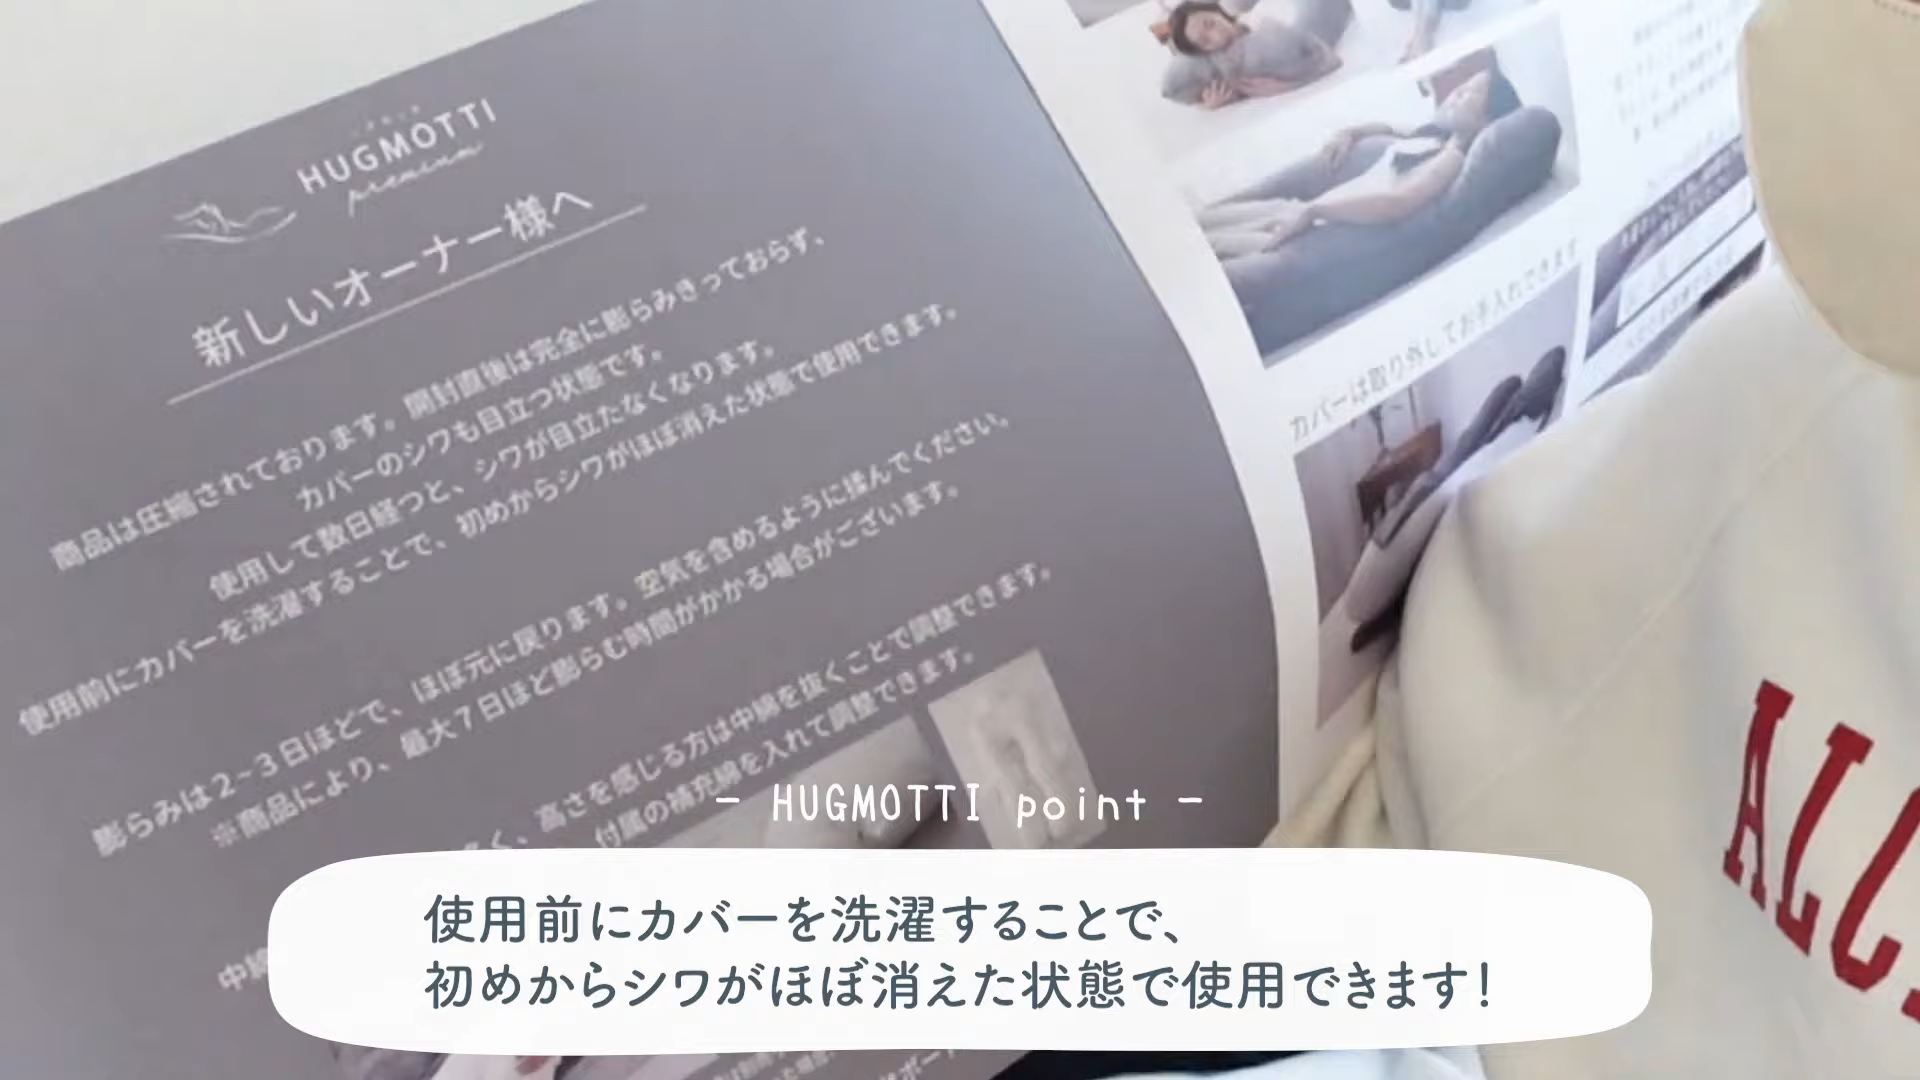 HUGMOTTI
premium
新しいオーナー様へ
商品は圧縮されております。開封直後は完全に膨らみきっておらず、
カバーのシワも目立つ状態です。
使用して数日経つと、シワが目立たなくなります。
使用前にカバーを洗濯することで、初めからシワがほぼ消えた状態で使用できます。
膨らみは2~3日ほどで、ほぼ元に戻ります。空気を含めるように揉んでください。
※商品により、最大7日ほど膨らむ時間がかかる場合がございます。
く、高さを感じる方は中綿を抜くことで調整できます。
付属の補充綿を入れて調整できます。
中綿
カバーは取り外してお手入れできます
ALL
- HUGMOTTI point -
使用前にカバーを洗濯することで、
初めからシワがほぼ消えた状態で使用できます!